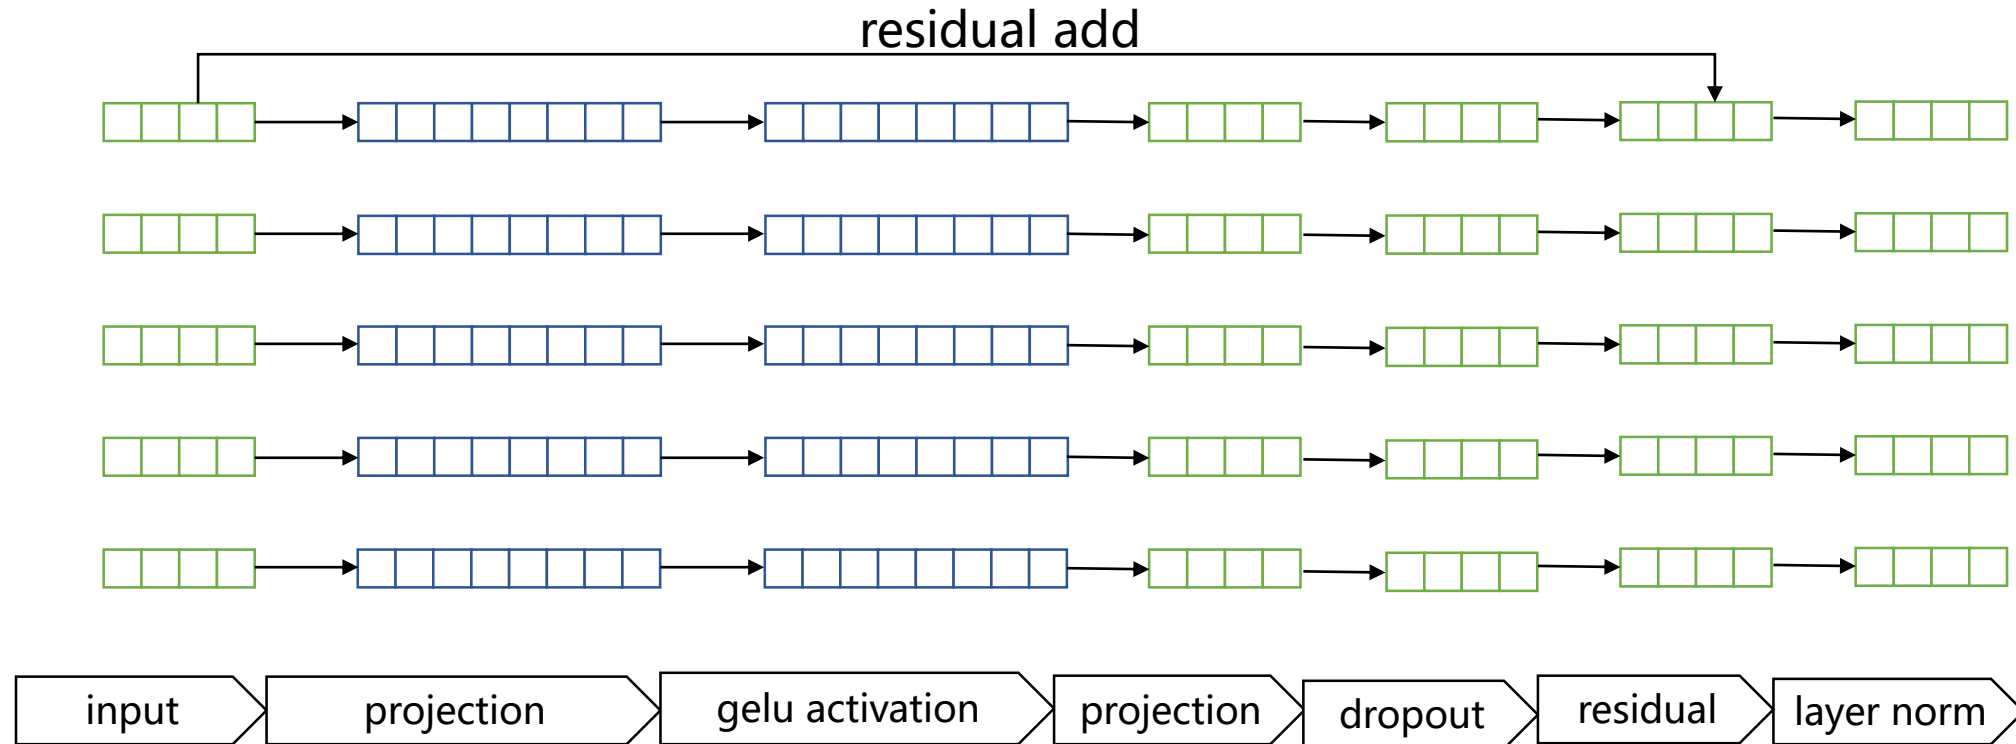 residual add
input
projection
gelu activation
projection
dropout
residual
layer norm